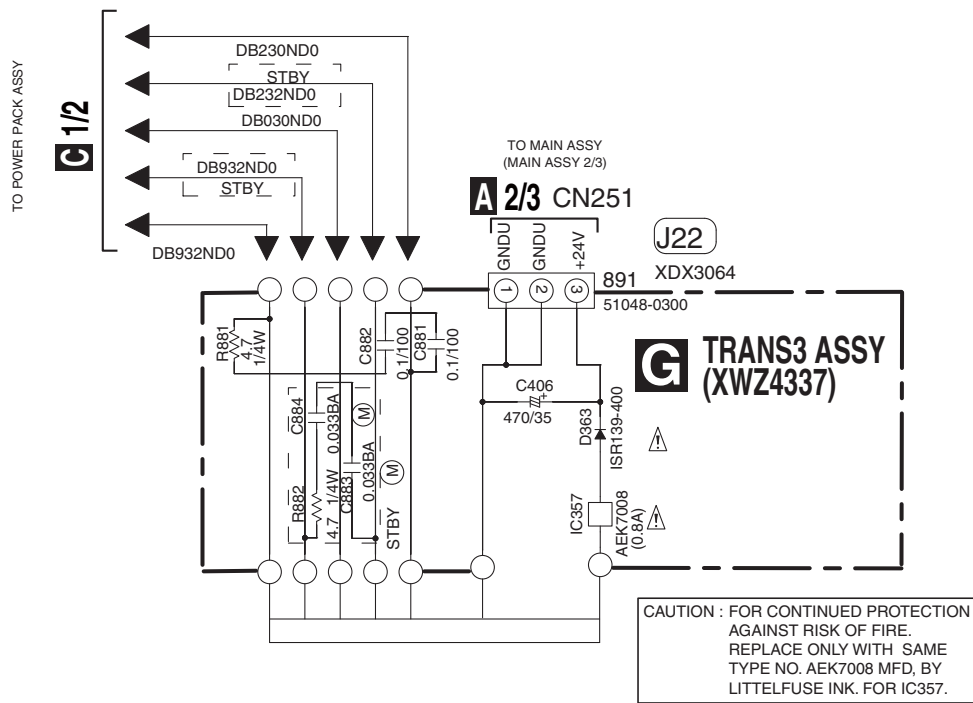 TO POWER PACK ASSY
C 1/2
DB230ND0
STBY
DB232ND0
DB030ND0
DB932ND0
STBY
DB932ND0
TO MAIN ASSY
(MAIN ASSY 2/3)
A 2/3 CN251
GNDU
GNDU
+24V
1
2
3
891
51048-0300
J22
XDX3064
G TRANS3 ASSY
(XWZ4337)
R881
4.7
1/4W
C882
0.1/100
C881
0.1/100
C884
0.033BA
M
R882
4.7 1/4W
C883
0.033BA
M
STBY
C406
+
470/35
D363
ISR139-400
!
IC357
AEK7008
(0.8A)
!
CAUTION : FOR CONTINUED PROTECTION
AGAINST RISK OF FIRE.
REPLACE ONLY WITH SAME
TYPE NO. AEK7008 MFD, BY
LITTELFUSE INK. FOR IC357.